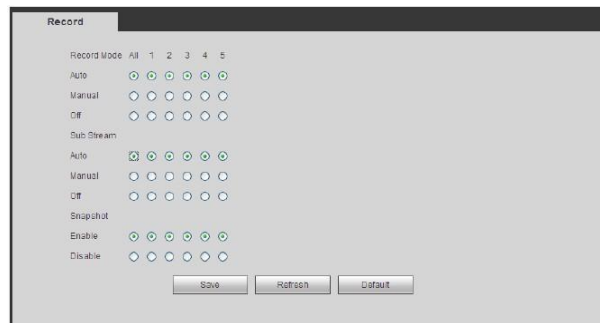 Record
Record Mode All 1 2 3 4 5
Auto
Manual
Off
Sub Stream
Auto
Manual
Off
Snapshot
Enable
Disable
Save Refresh Default